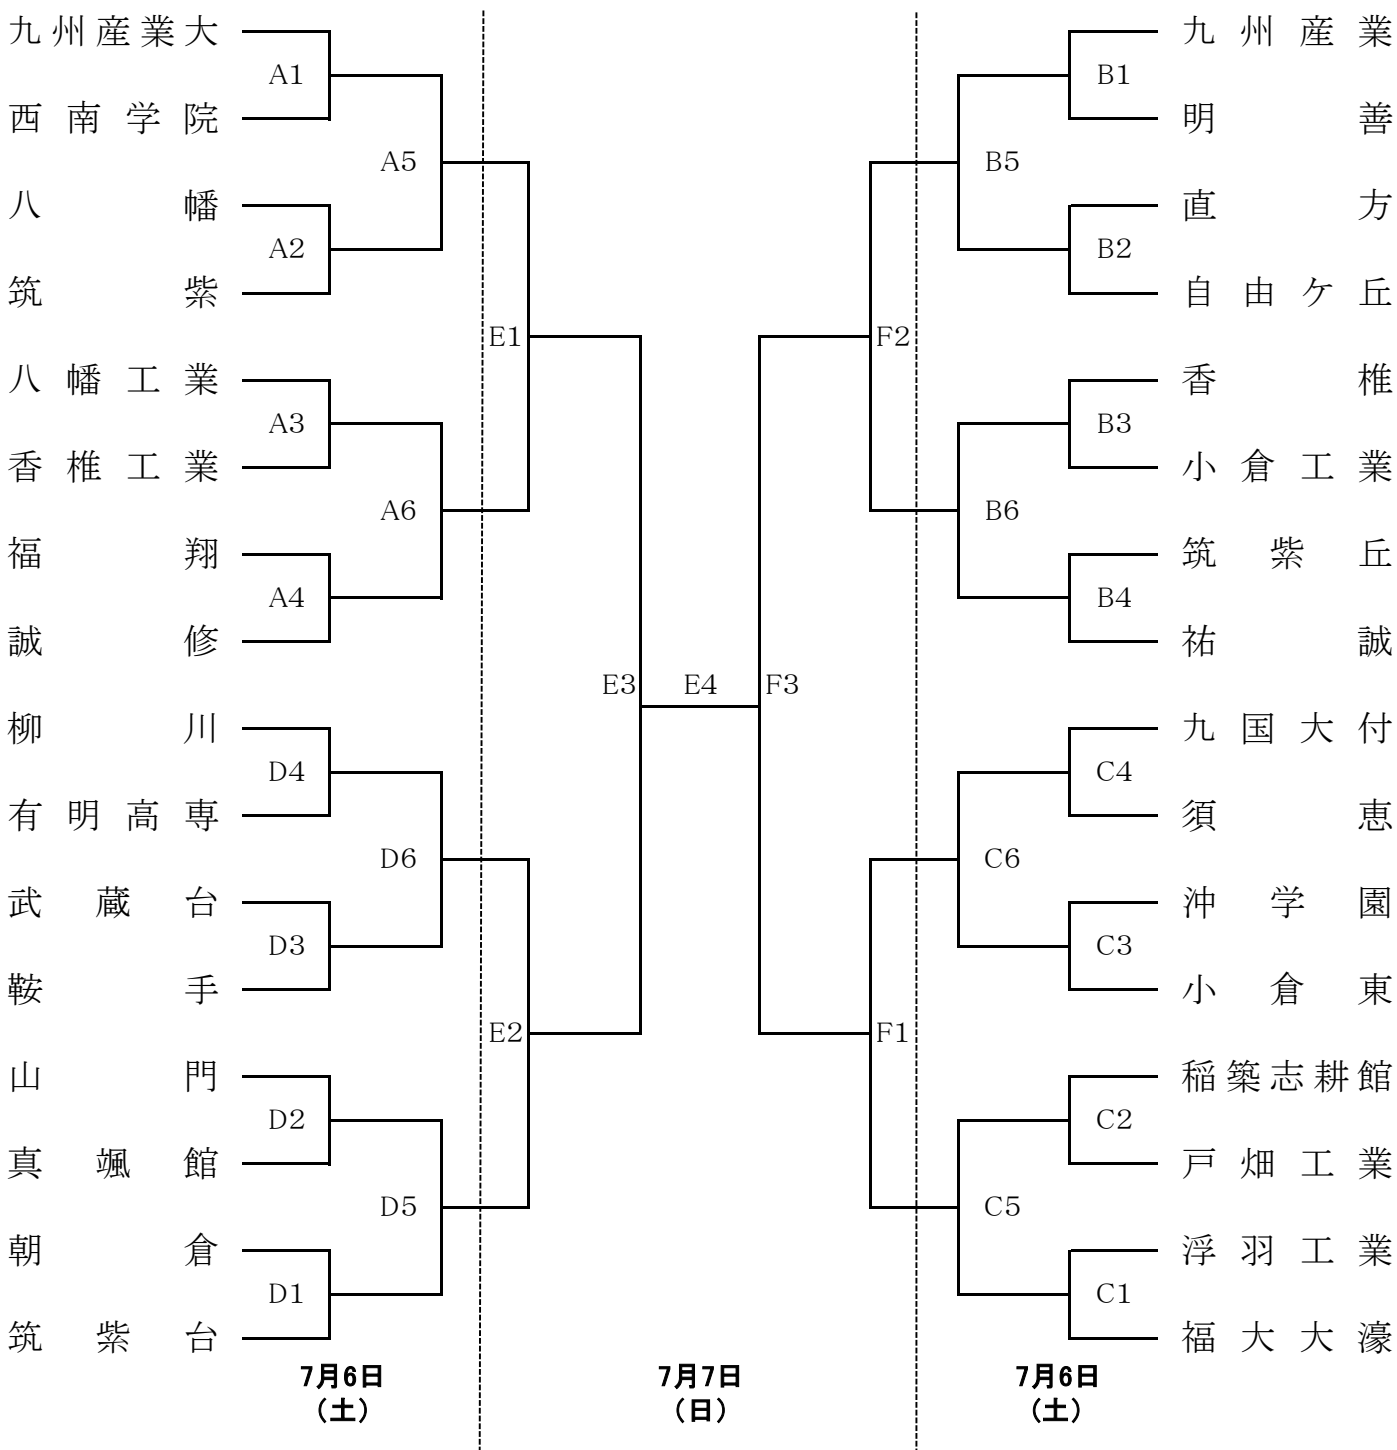 九州産業大
A1
西南学院
A5
八幡
A2
筑紫
E1
八幡工業
A3
香椎工業
A6
福翔
A4
誠修
E3
柳川
D4
有明高専
D6
武蔵台
D3
鞍手
E2
山門
D2
真颯館
D5
朝倉
D1
筑紫台
E4
九州産業
B1
明善
B5
直方
B2
自由ケ丘
F2
香椎
B3
小倉工業
B6
筑紫丘
B4
祐誠
F3
九国大付
C4
須恵
C6
沖学園
C3
小倉東
F1
稲築志耕館
C2
戸畑工業
C5
浮羽工業
C1
福大大濠
7月6日
（土）
7月7日
（日）
7月6日
（土）